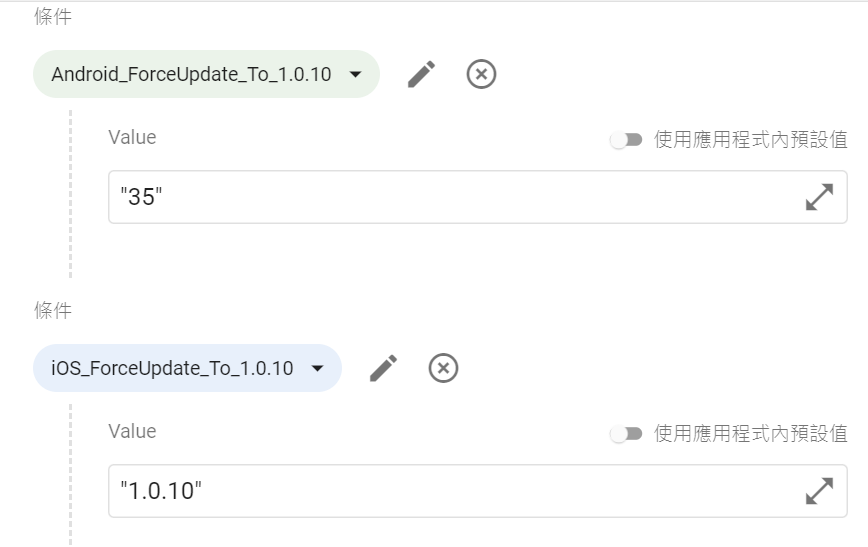 條件
Android_ForceUpdate_To_1.0.10
Value
使用應用程式內預設值
"35"
條件
iOS_ForceUpdate_To_1.0.10
Value
使用應用程式內預設值
"1.0.10"